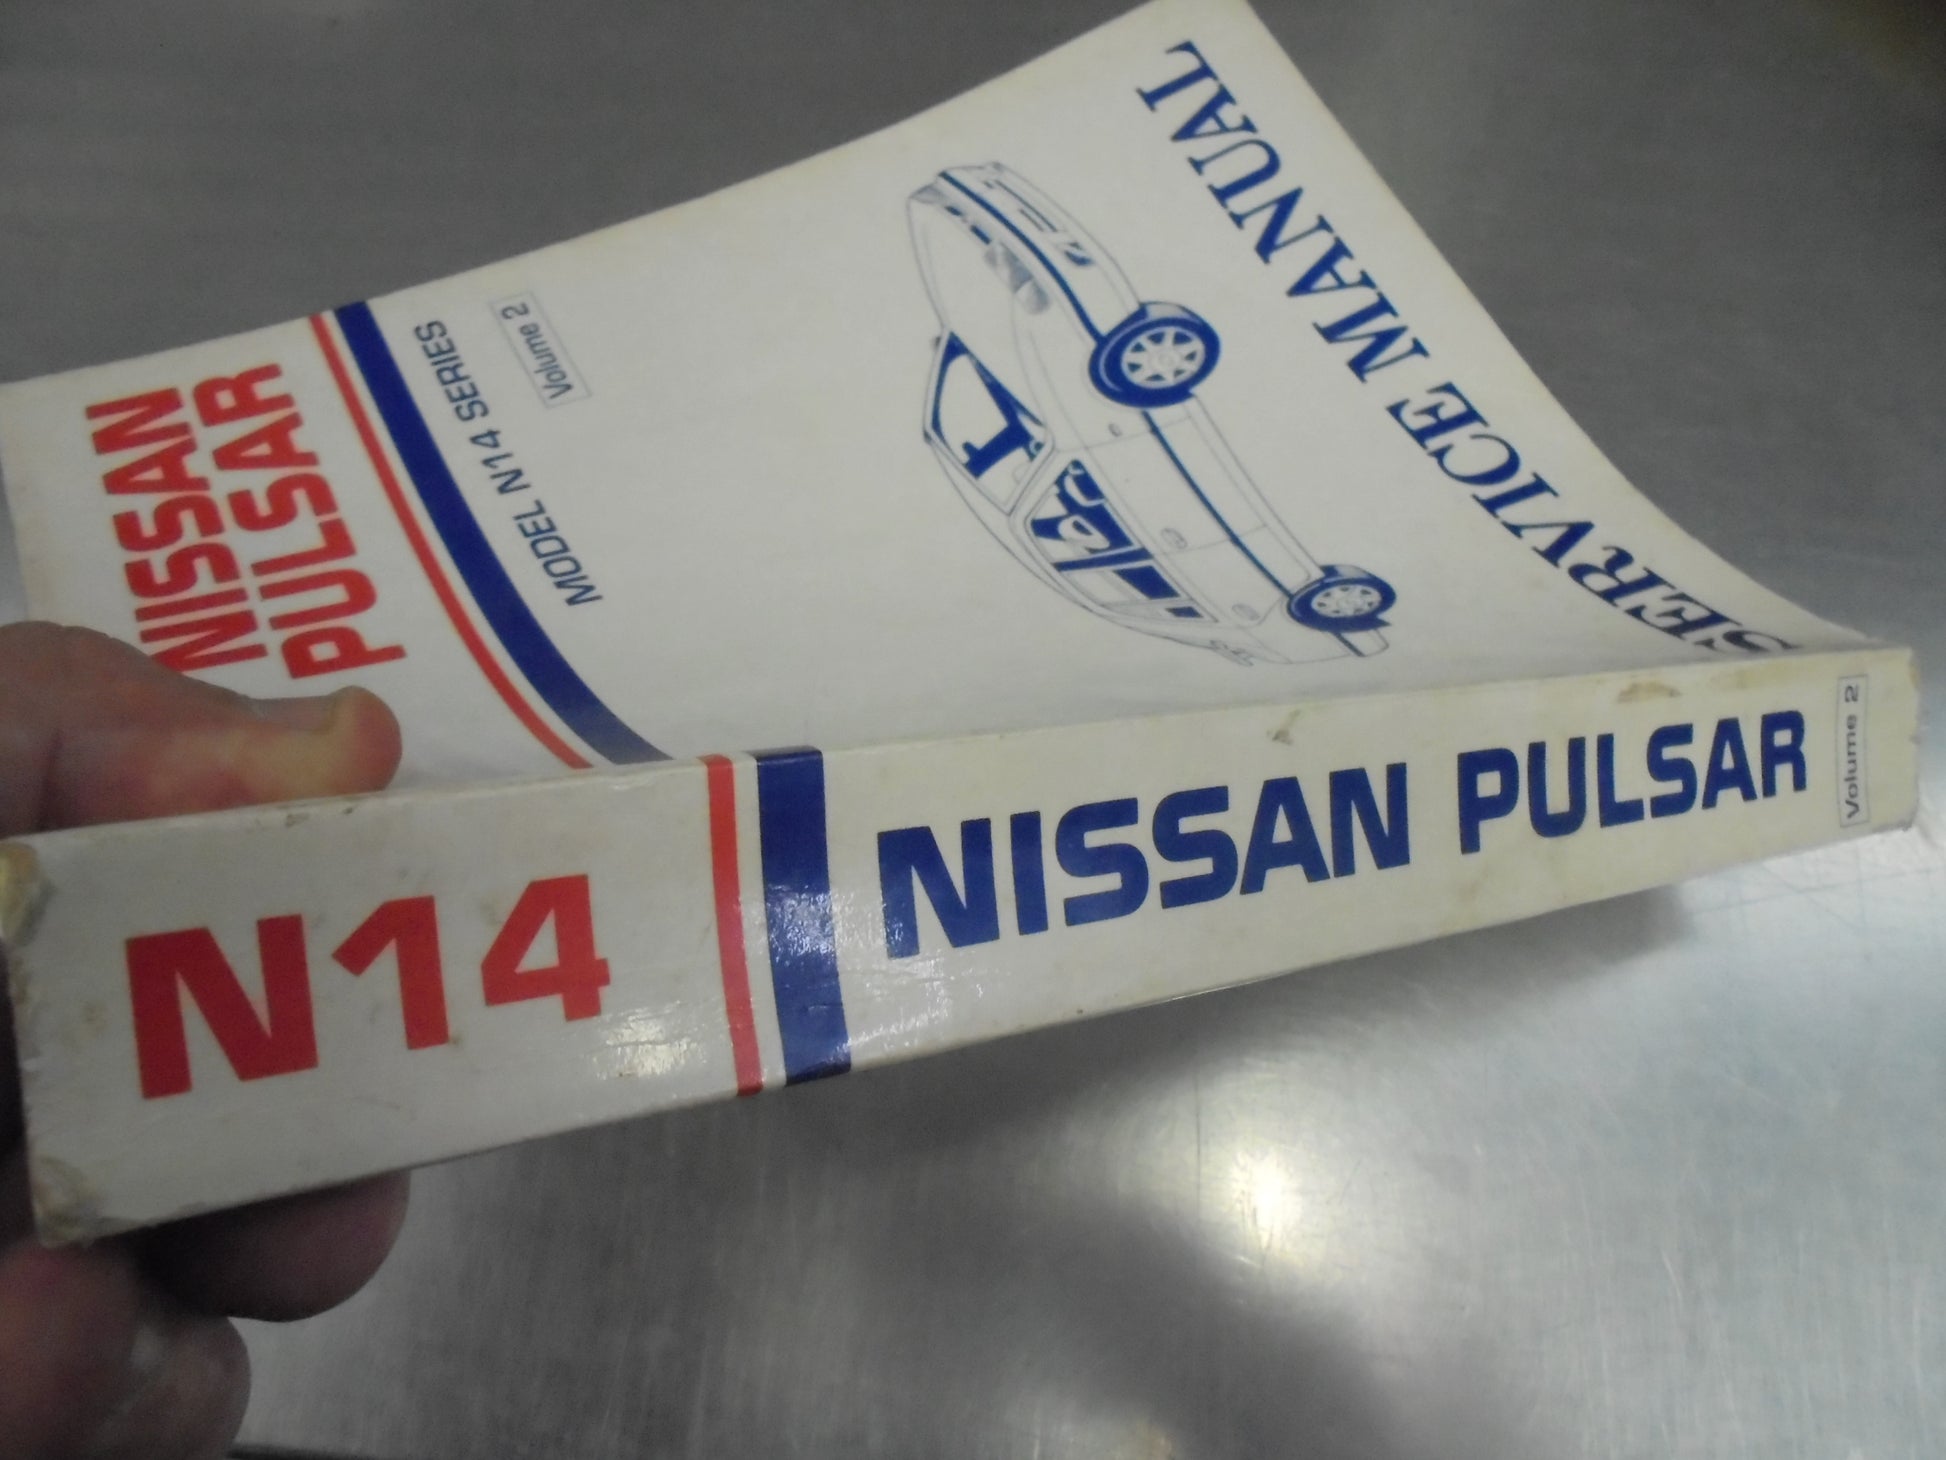 SERVICE MANUAL
Volume 2
MODEL N14 SERIES
NISSAN
PULSAR
N14
NISSAN PULSAR
Volume 2